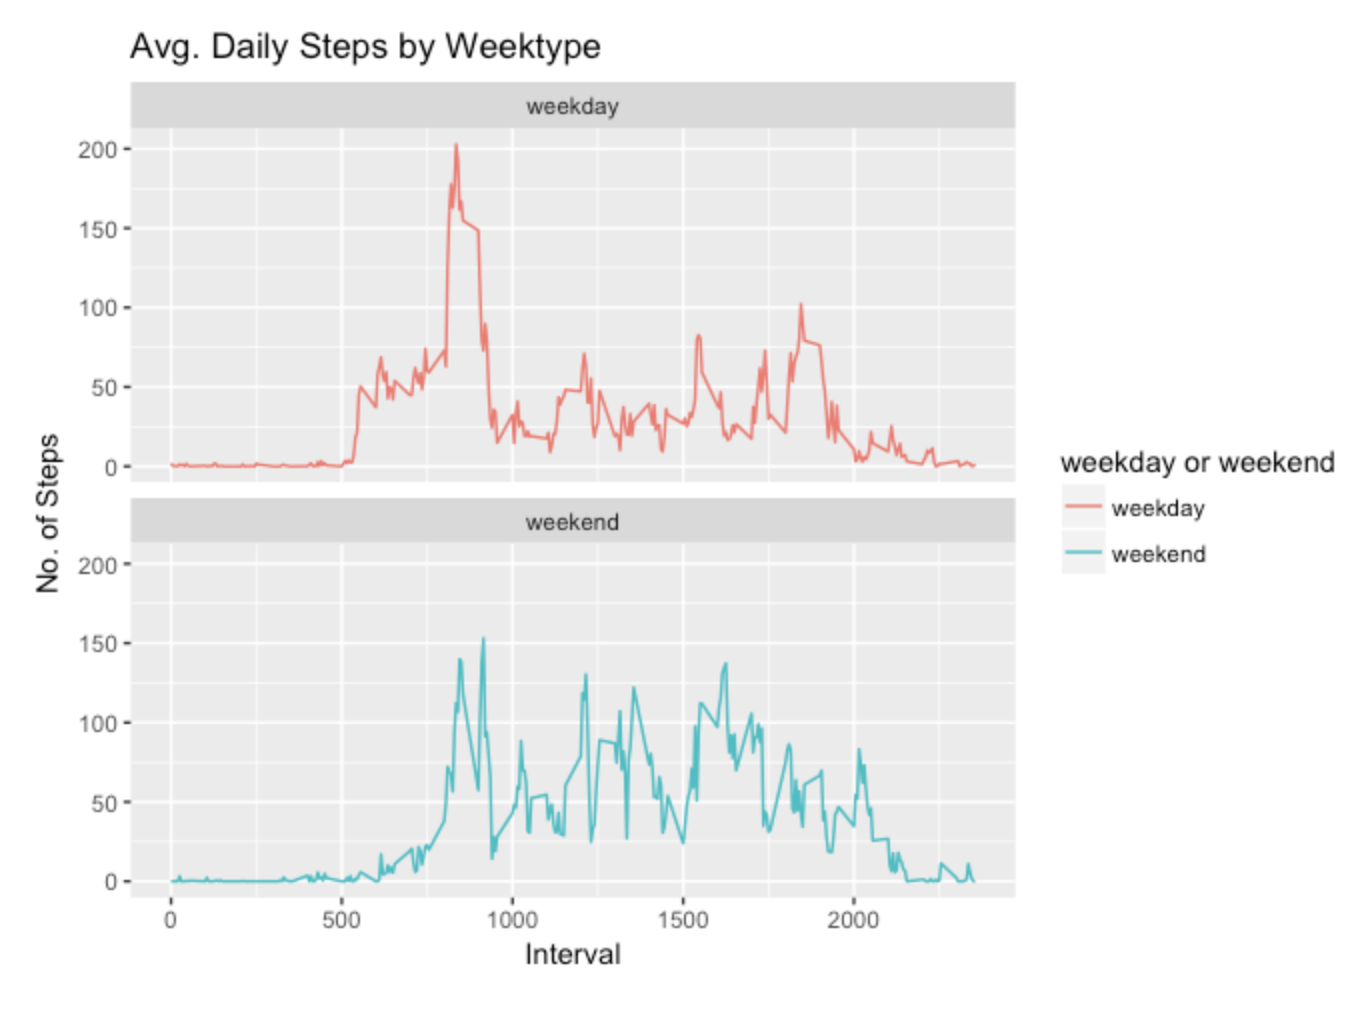 Avg. Daily Steps by Weektype
weekday
200
150
100
50
0
weekend
200
150
100
50
0
0 500 1000 1500 2000
Interval
No. of Steps
weekday or weekend
weekday
weekend